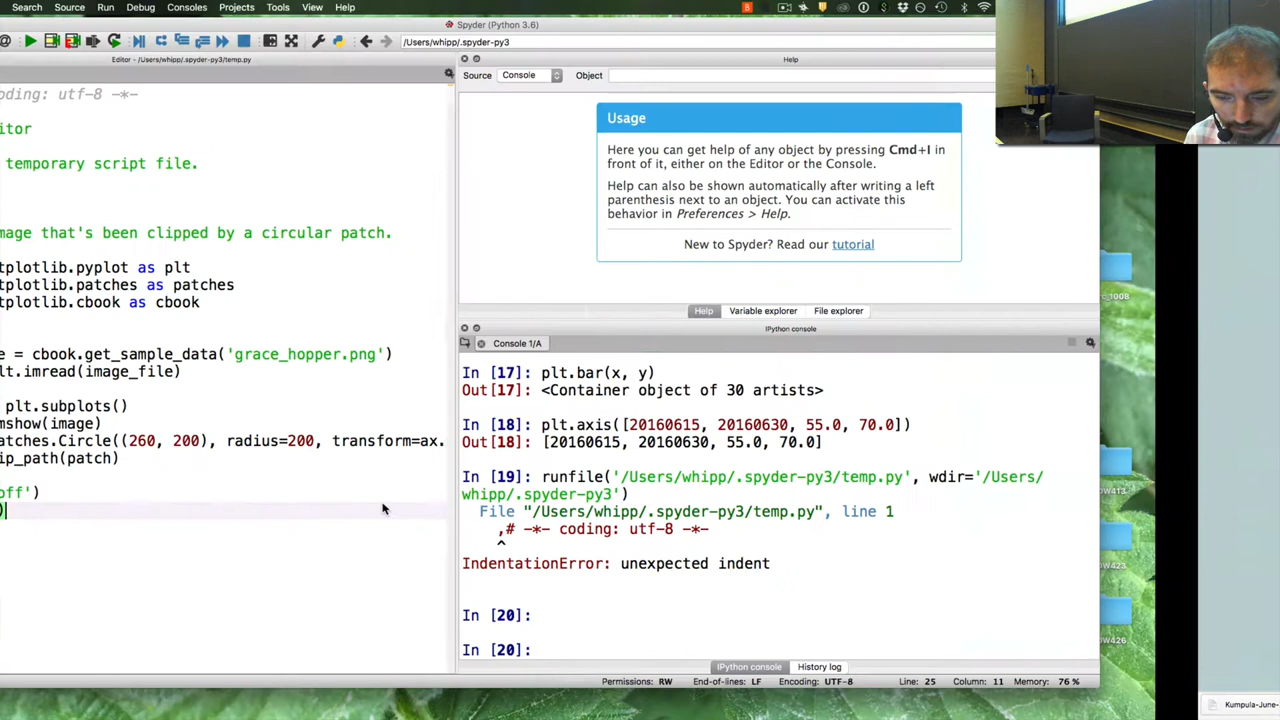 Search Source Run Debug Consoles Projects Tools View Help
Spyder (Python 3.6)
/Users/whipp/.spyder-py3
Editor - /Users/whipp/.spyder-py3/temp.py
Help
Source Console Object
oding: utf-8 -*-
itor
temporary script file.
mage that's been clipped by a circular patch.
tplotlib.pyplot as plt
tplotlib.patches as patches
tplotlib.cbook as cbook
e = cbook.get_sample_data('grace_hopper.png')
lt.imread(image_file)
plt.subplots()
mshow(image)
atches.Circle((260, 200), radius=200, transform=ax.
ip_path(patch)
off')
)
Usage
Here you can get help of any object by pressing Cmd+I in
front of it, either on the Editor or the Console.
Help can also be shown automatically after writing a left
parenthesis next to an object. You can activate this
behavior in Preferences > Help.
New to Spyder? Read our tutorial
Help Variable explorer File explorer
IPython console
Console 1/A
In [17]: plt.bar(x, y)
Out[17]: <Container object of 30 artists>
In [18]: plt.axis([20160615, 20160630, 55.0, 70.0])
Out[18]: [20160615, 20160630, 55.0, 70.0]
In [19]: runfile('/Users/whipp/.spyder-py3/temp.py', wdir='/Users/
whipp/.spyder-py3')
File "/Users/whipp/.spyder-py3/temp.py", line 1
,# -*- coding: utf-8 -*-
^
IndentationError: unexpected indent
In [20]:
In [20]:
IPython console History log
Permissions: RW End-of-lines: LF Encoding: UTF-8 Line: 25 Column: 11 Memory: 76 %
Kumpula-June-